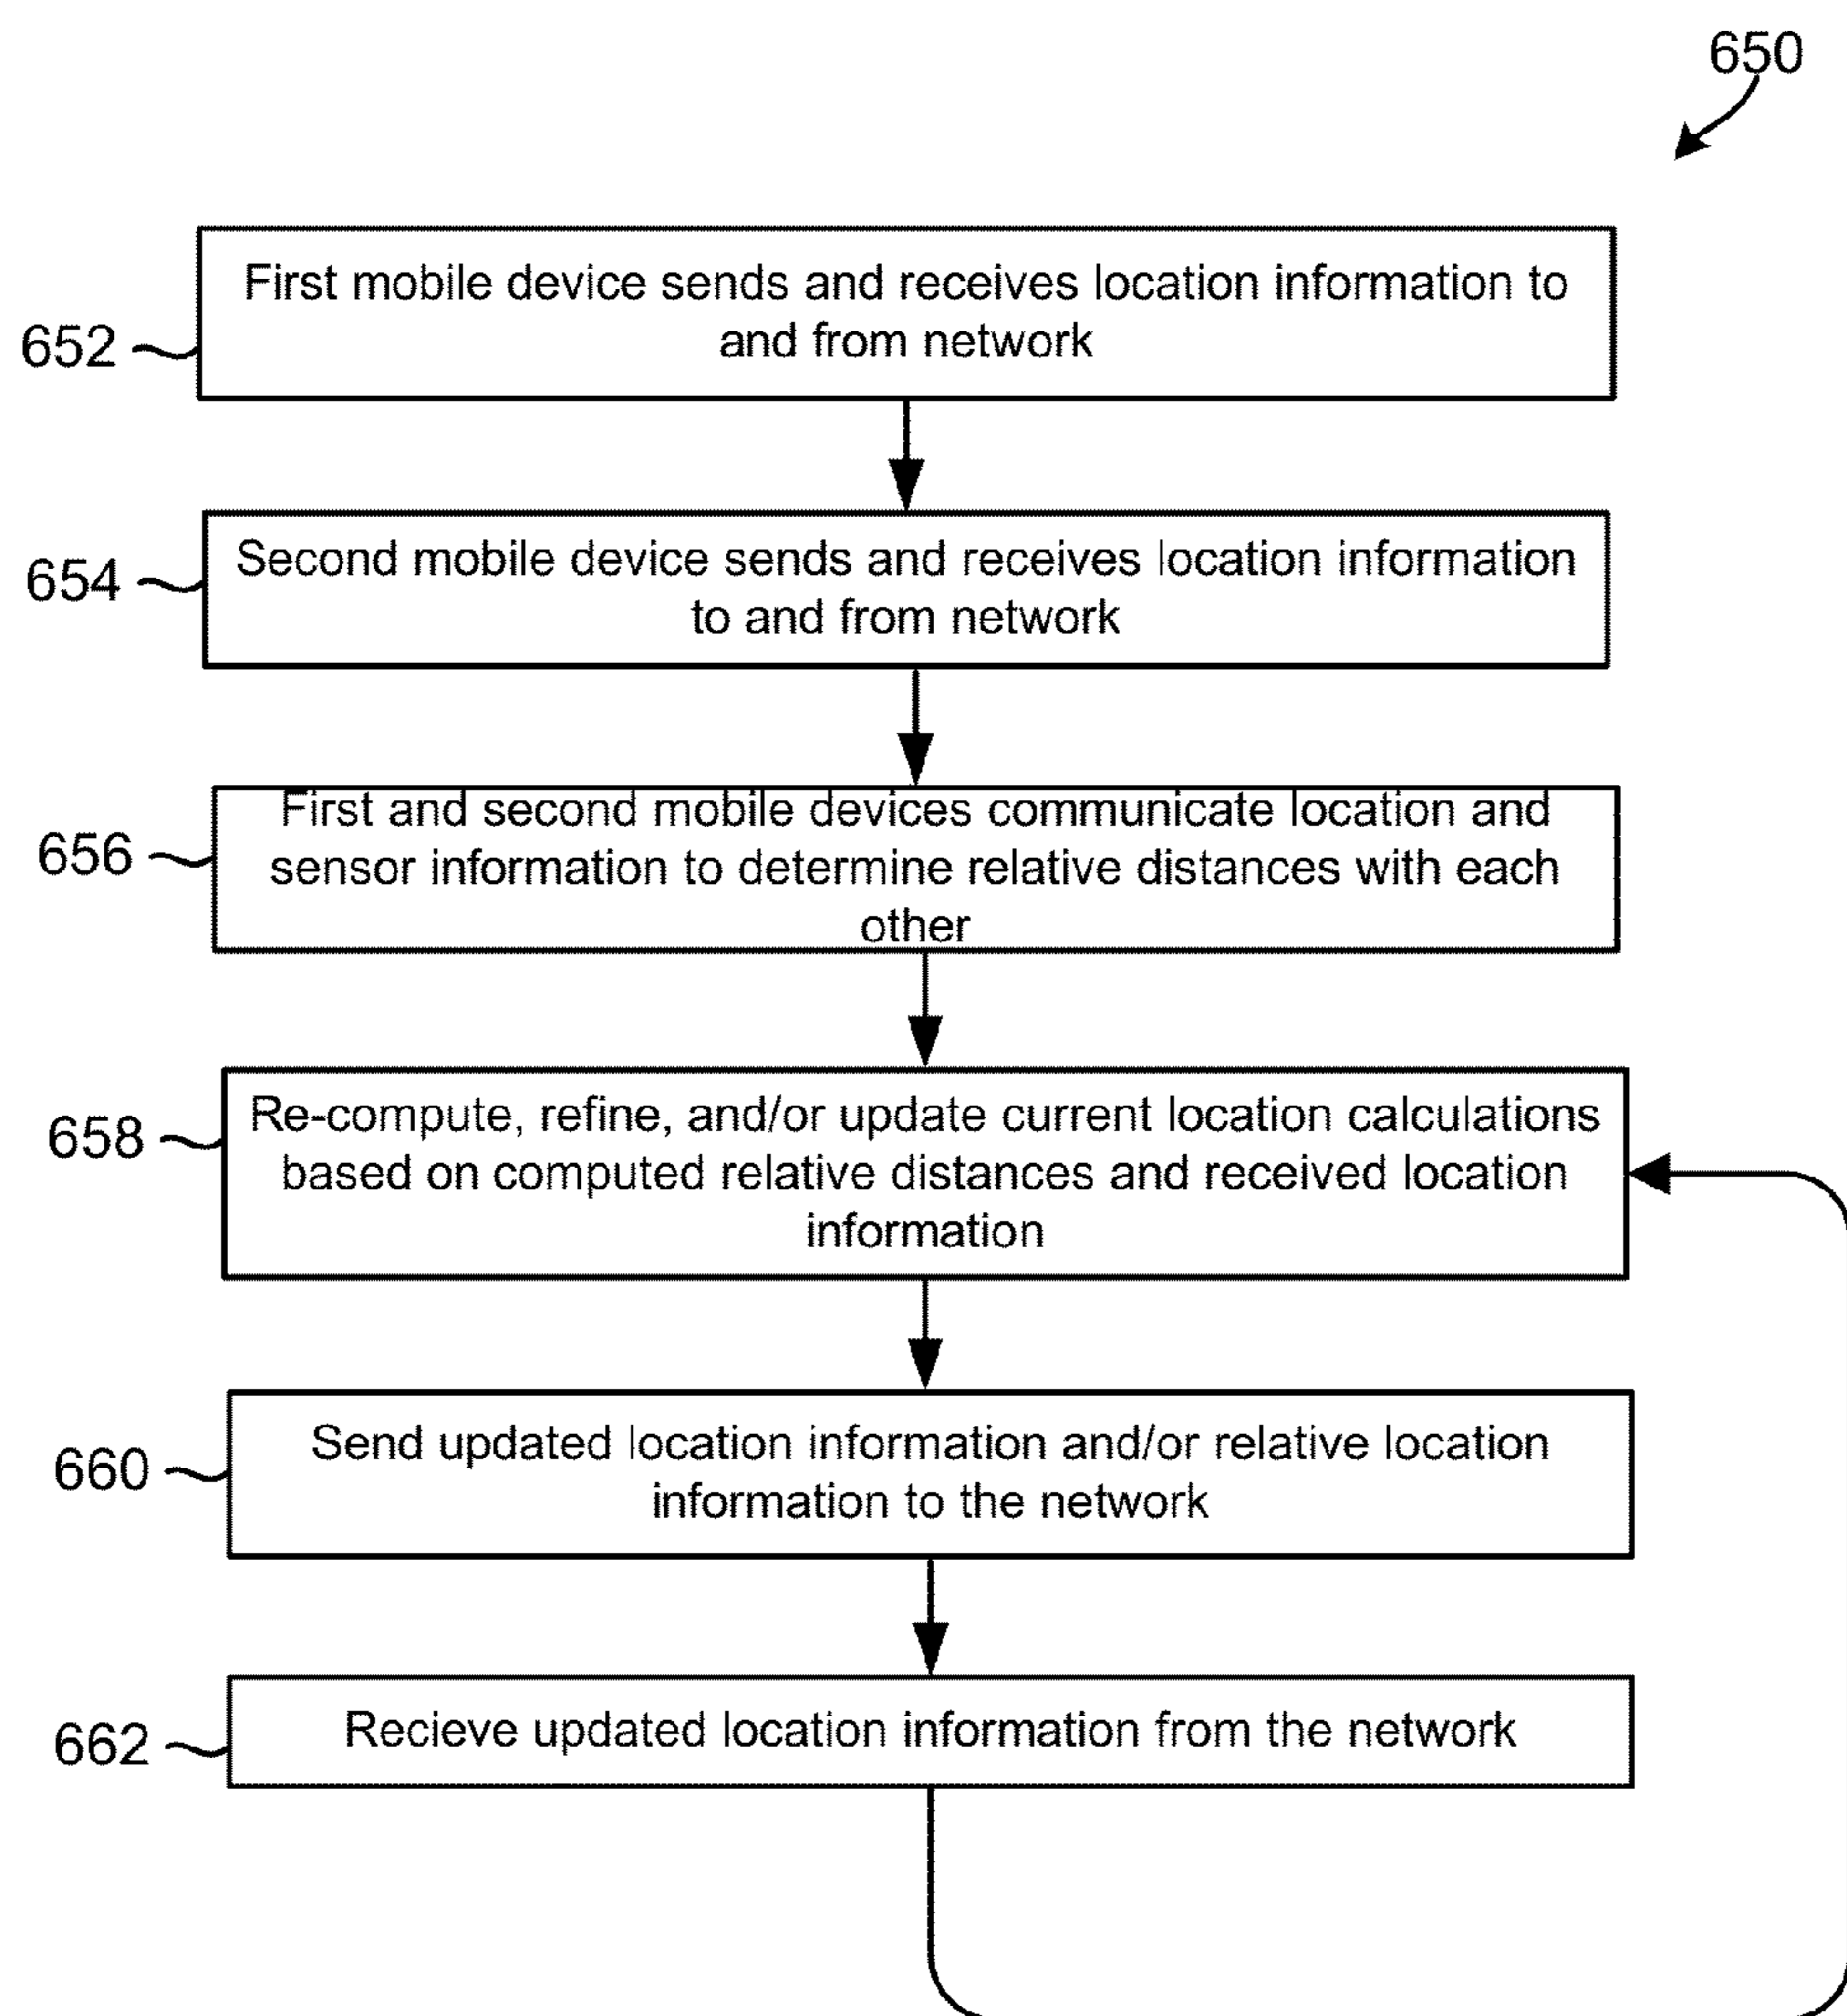 650
First mobile device sends and receives location information to
and from network
652
Second mobile device sends and receives location information
to and from network
654
First and second mobile devices communicate location and
sensor information to determine relative distances with each
other
656
Re-compute, refine, and/or update current location calculations
based on computed relative distances and received location
information
658
Send updated location information and/or relative location
information to the network
660
Recieve updated location information from the network
662